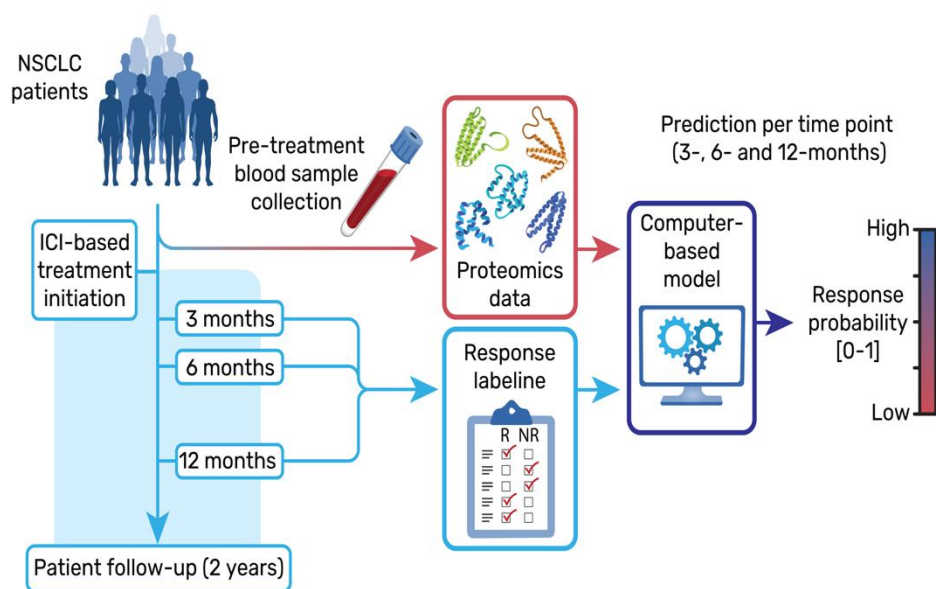 NSCLC
patients
Pre-treatment
blood sample
collection
ICI-based
treatment
initiation
3 months
6 months
12 months
Patient follow-up (2 years)
Proteomics
data
Response
labeline
R NR
Prediction per time point
(3-, 6- and 12-months)
Computer-
based
model
High
Response
probability
[0-1]
Low